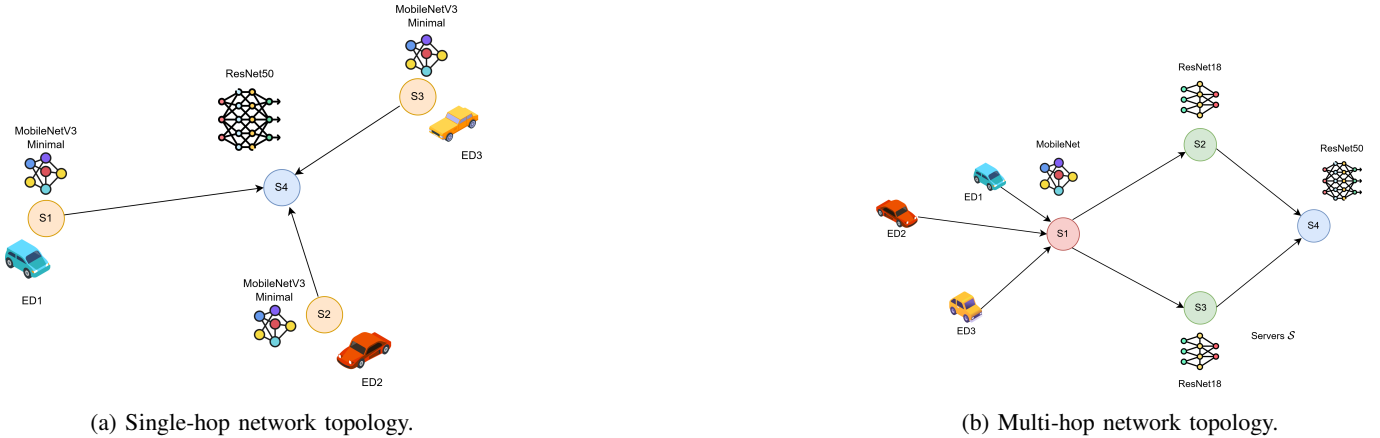 MobileNetV3
Minimal
S3
ED3
ResNet50
MobileNetV3
Minimal
S1
ED1
S4
MobileNetV3
Minimal
S2
ED2
(a) Single-hop network topology.
ResNet18
S2
MobileNet
ED1
ED2
S1
ED3
ResNet50
S4
S3
Servers 𝒮
ResNet18
(b) Multi-hop network topology.